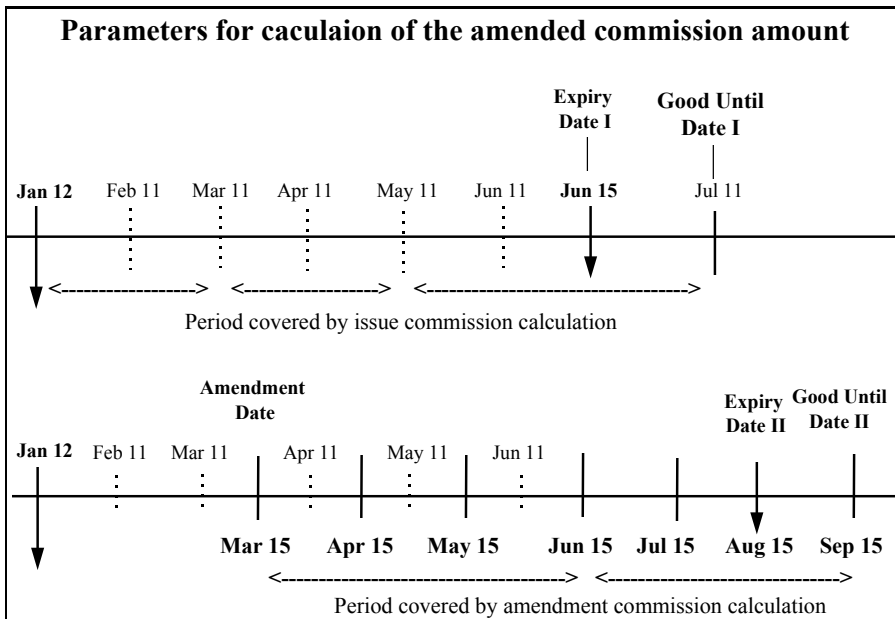 Parameters for caculaion of the amended commission amount
Expiry
Date I
Good Until
Date I
Jan 12 Feb 11 Mar 11 Apr 11 May 11 Jun 11 Jun 15 Jul 11
<------------------> <------------------> <---------------------------------->
Period covered by issue commission calculation
Amendment
Date
Expiry
Date II
Good Until
Date II
Jan 12 Feb 11 Mar 11 Apr 11 May 11 Jun 11
Mar 15 Apr 15 May 15 Jun 15 Jul 15 Aug 15 Sep 15
<----------------------------------> <----------------------------->
Period covered by amendment commission calculation